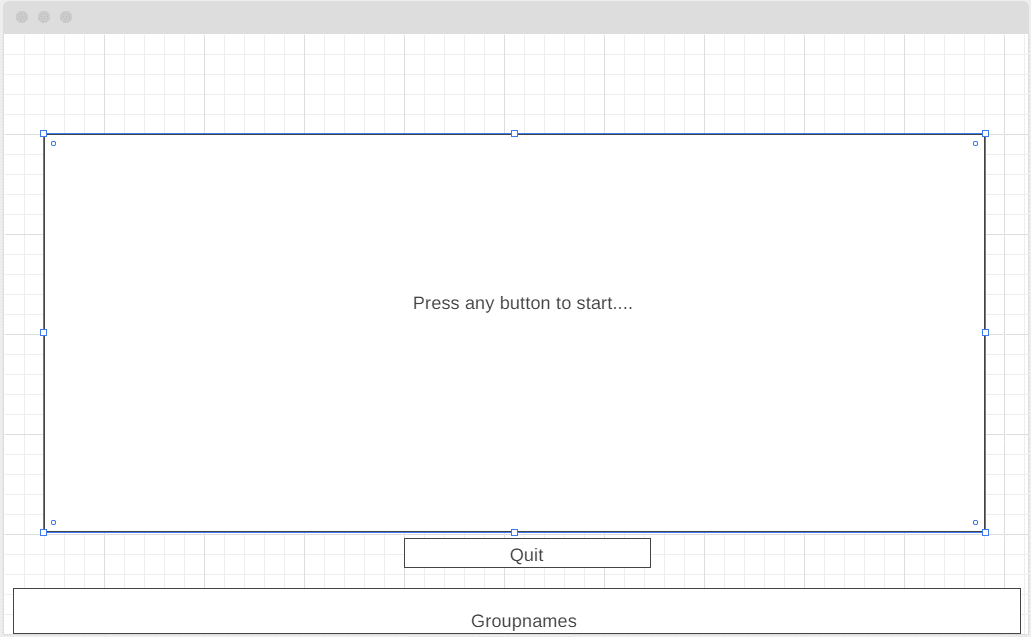 Press any button to start....
Quit
Groupnames